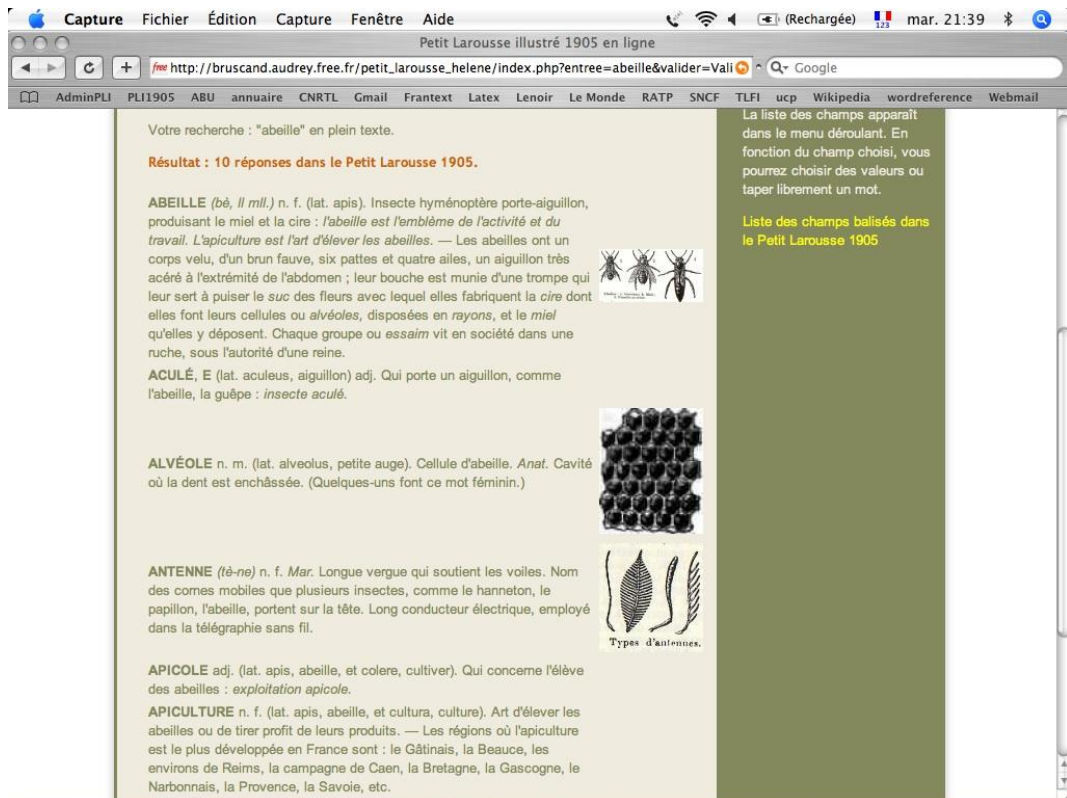 Capture Fichier Édition Capture Fenêtre Aide (Rechargée) 123 mar. 21:39
Petit Larousse illustré 1905 en ligne
free http://bruscand.audrey.free.fr/petit_larousse_helene/index.php?entree=abeille&valider=Vali Google
AdminPLI PLI1905 ABU annuaire CNRTL Gmail Frantext Latex Lenoir Le Monde RATP SNCF TLFI ucp Wikipedia wordreference Webmail
Votre recherche : "abeille" en plein texte.
Résultat : 10 réponses dans le Petit Larousse 1905.
ABEILLE (bè, ll mll.) n. f. (lat. apis). Insecte hyménoptère porte-aiguillon,
produisant le miel et la cire : l'abeille est l'emblème de l'activité et du
travail. L'apiculture est l'art d'élever les abeilles. — Les abeilles ont un
corps velu, d'un brun fauve, six pattes et quatre ailes, un aiguillon très
acéré à l'extrémité de l'abdomen ; leur bouche est munie d'une trompe qui
leur sert à puiser le suc des fleurs avec lequel elles fabriquent la cire dont
elles font leurs cellules ou alvéoles, disposées en rayons, et le miel
qu'elles y déposent. Chaque groupe ou essaim vit en société dans une
ruche, sous l'autorité d'une reine.
ACULÉ, E (lat. aculeus, aiguillon) adj. Qui porte un aiguillon, comme
l'abeille, la guêpe : insecte aculé.
ALVÉOLE n. m. (lat. alveolus, petite auge). Cellule d'abeille. Anat. Cavité
où la dent est enchâssée. (Quelques-uns font ce mot féminin.)
ANTENNE (tè-ne) n. f. Mar. Longue vergue qui soutient les voiles. Nom
des cornes mobiles que plusieurs insectes, comme le hanneton, le
papillon, l'abeille, portent sur la tête. Long conducteur électrique, employé
dans la télégraphie sans fil.
Types d'antennes.
APICOLE adj. (lat. apis, abeille, et colere, cultiver). Qui concerne l'élève
des abeilles : exploitation apicole.
APICULTURE n. f. (lat. apis, abeille, et cultura, culture). Art d'élever les
abeilles ou de tirer profit de leurs produits. — Les régions où l'apiculture
est le plus développée en France sont : le Gâtinais, la Beauce, les
environs de Reims, la campagne de Caen, la Bretagne, la Gascogne, le
Narbonnais, la Provence, la Savoie, etc.
La liste des champs apparaît
dans le menu déroulant. En
fonction du champ choisi, vous
pourrez choisir des valeurs ou
taper librement un mot.
Liste des champs balisés dans
le Petit Larousse 1905